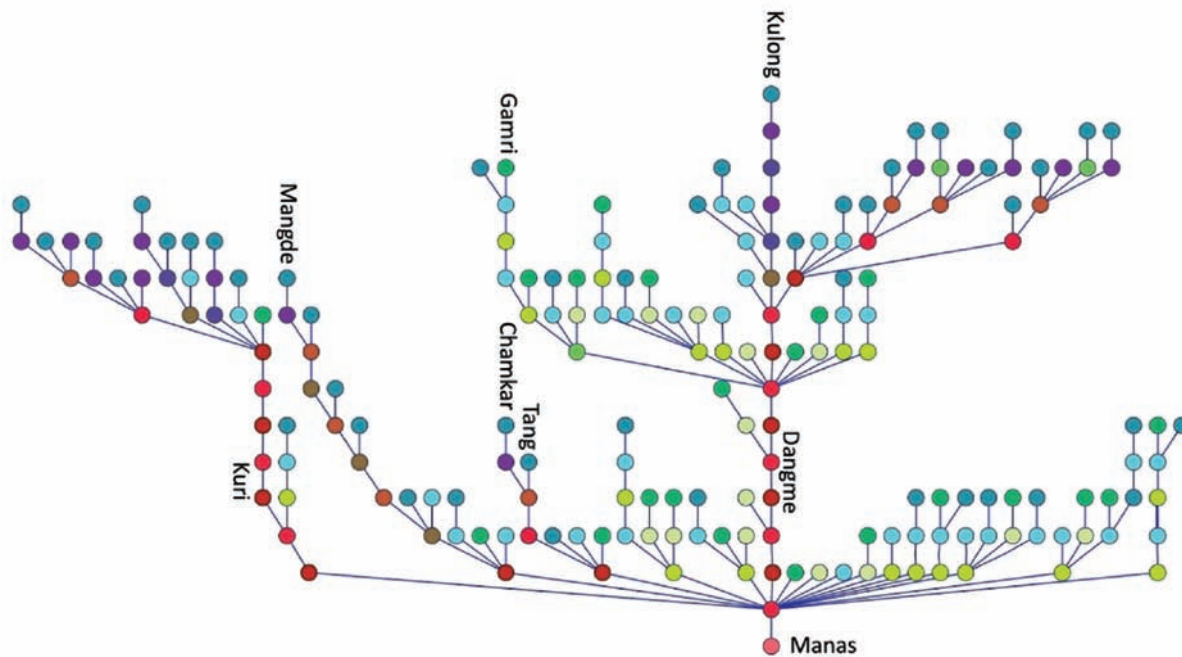 Kulong
Gamri
Mangde
Chamkar
Tang
Kuri
Dangme
Manas